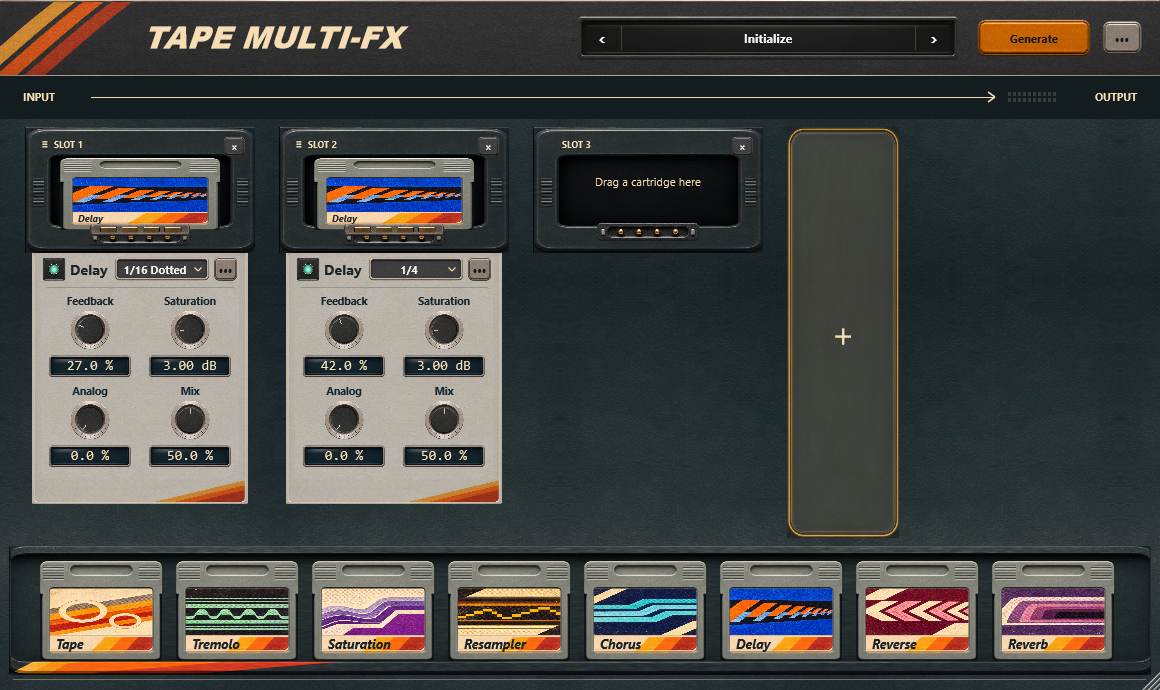 TAPE MULTI-FX
Initialize
Generate
INPUT
OUTPUT
SLOT 1
SLOT 2
SLOT 3
Delay
Delay
Drag a cartridge here
Delay
1/16 Dotted
Delay
1/4
Feedback
Saturation
Feedback
Saturation
27.0 %
3.00 dB
42.0 %
3.00 dB
Analog
Mix
Analog
Mix
0.0 %
50.0 %
0.0 %
50.0 %
Tape
Tremolo
Saturation
Resampler
Chorus
Delay
Reverse
Reverb